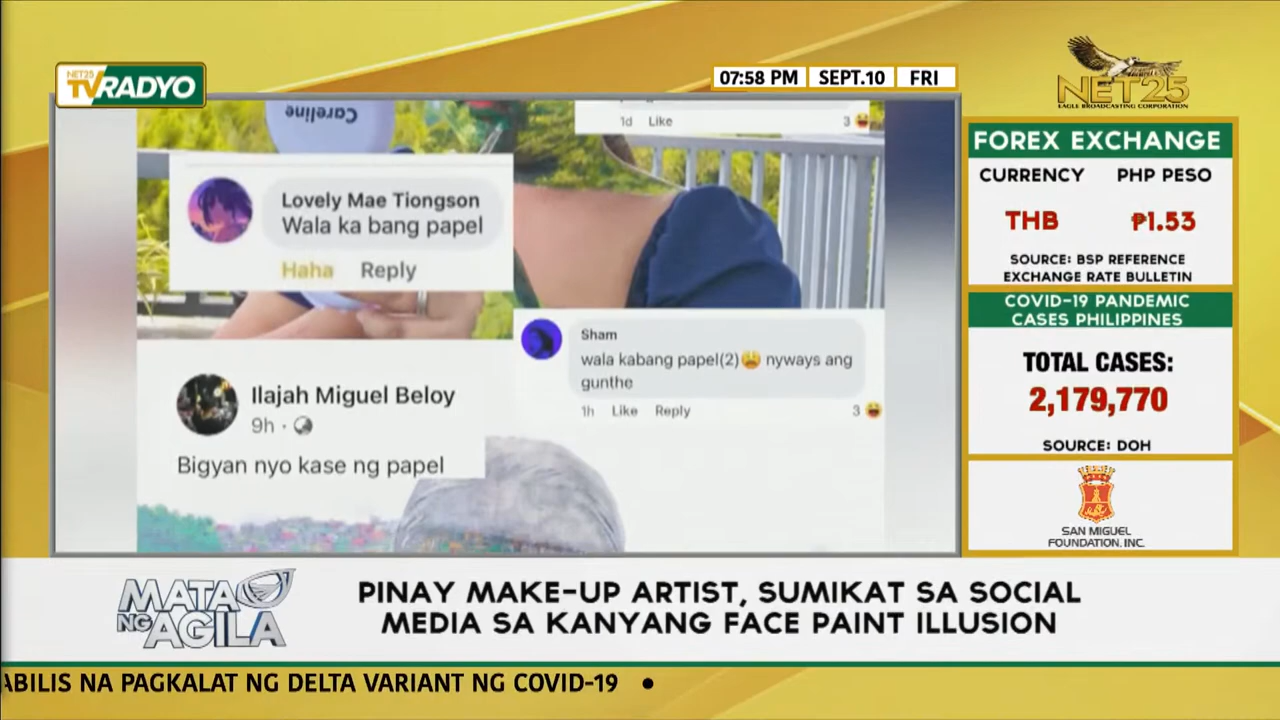 NET25
TVRADYO
07:58 PM
SEPT.10
FRI
NET25
EAGLE BROADCASTING CORPORATION
Careline
1d Like
3
Lovely Mae Tiongson
Wala ka bang papel
Haha Reply
Sham
wala kabang papel(2)😩 nyways ang
gunthe
1h Like Reply
3
Ilajah Miguel Beloy
9h ·
Bigyan nyo kase ng papel
FOREX EXCHANGE
CURRENCY PHP PESO
THB ₱1.53
SOURCE: BSP REFERENCE
EXCHANGE RATE BULLETIN
COVID-19 PANDEMIC
CASES PHILIPPINES
TOTAL CASES:
2,179,770
SOURCE: DOH
SAN MIGUEL
FOUNDATION, INC.
MATA
NG AGILA
PINAY MAKE-UP ARTIST, SUMIKAT SA SOCIAL
MEDIA SA KANYANG FACE PAINT ILLUSION
ABILIS NA PAGKALAT NG DELTA VARIANT NG COVID-19 •